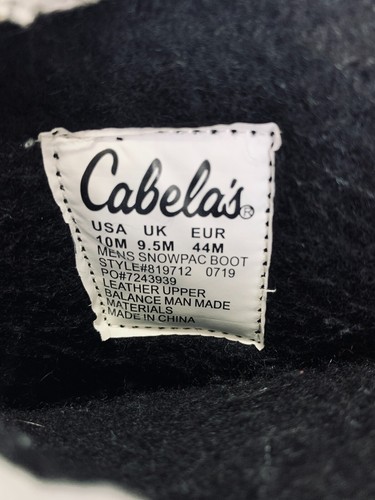 Cabela's®
USA UK EUR
10M 9.5M 44M
MENS SNOWPAC BOOT
STYLE#819712 0719
PO#7243939
LEATHER UPPER
BALANCE MAN MADE
MATERIALS
MADE IN CHINA